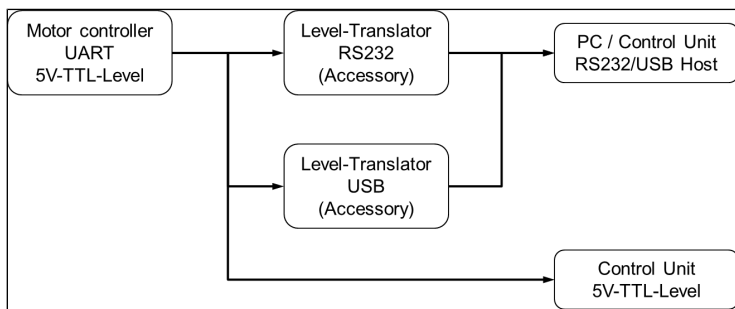 Motor controller
UART
5V-TTL-Level
Level-Translator
RS232
(Accessory)
PC / Control Unit
RS232/USB Host
Level-Translator
USB
(Accessory)
Control Unit
5V-TTL-Level